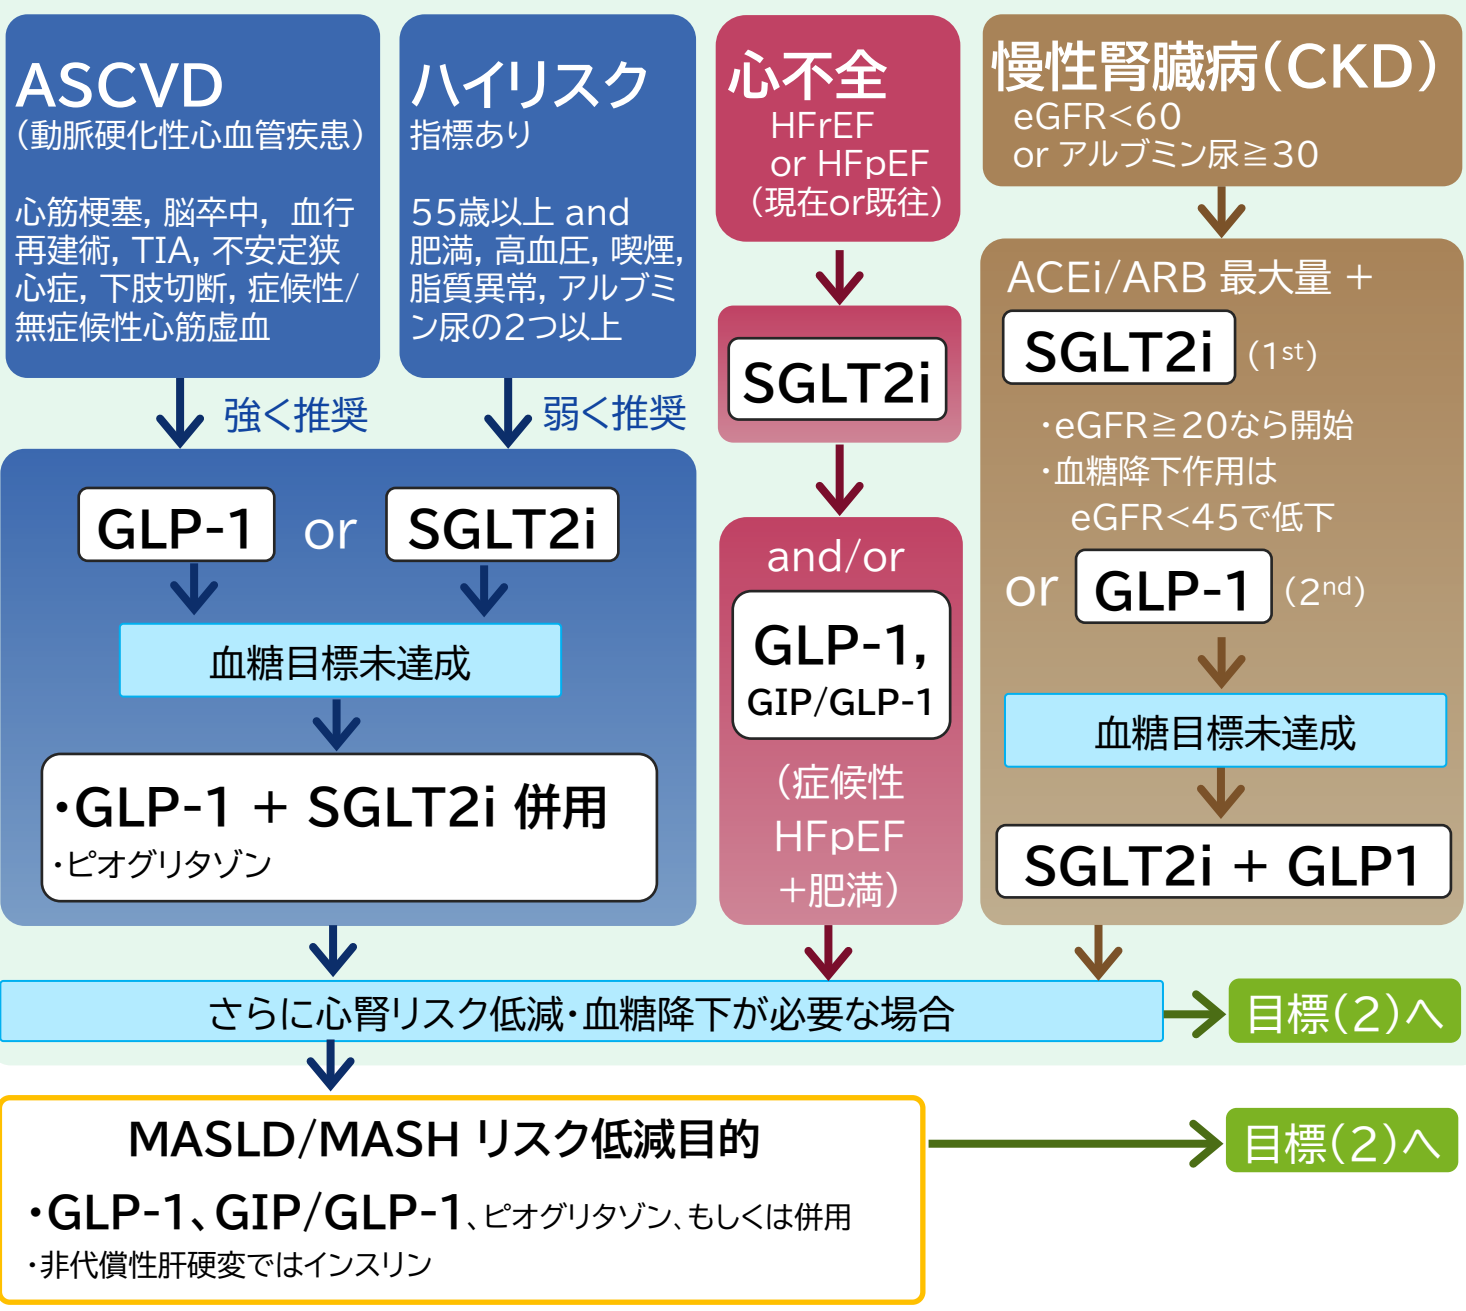 ASCVD
（動脈硬化性心血管疾患）
心筋梗塞, 脳卒中, 血行
再建術, TIA, 不安定狭
心症, 下肢切断, 症候性/
無症候性心筋虚血
ハイリスク
指標あり
55歳以上 and
肥満, 高血圧, 喫煙,
脂質異常, アルブミ
ン尿の2つ以上
強く推奨
弱く推奨
GLP-1 or SGLT2i
血糖目標未達成
・GLP-1 + SGLT2i 併用
・ピオグリタゾン
心不全
HFrEF
or HFpEF
（現在or既往）
SGLT2i
and/or
GLP-1,
GIP/GLP-1
（症候性
HFpEF
＋肥満）
慢性腎臓病（CKD）
eGFR＜60
or アルブミン尿≧30
ACEi/ARB 最大量 ＋
SGLT2i （1st）
・eGFR≧20なら開始
・血糖降下作用は
eGFR＜45で低下
or GLP-1 （2nd）
血糖目標未達成
SGLT2i + GLP1
さらに心腎リスク低減・血糖降下が必要な場合
目標（2）へ
MASLD/MASH リスク低減目的
・GLP-1、GIP/GLP-1、ピオグリタゾン、もしくは併用
・非代償性肝硬変ではインスリン
目標（2）へ